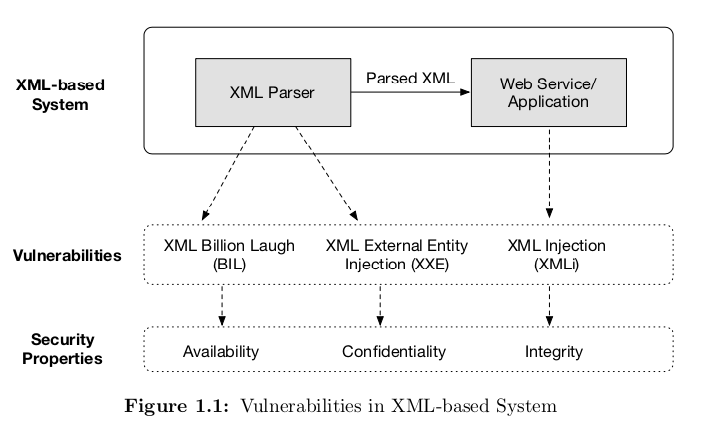 XML-based
System
XML Parser
Parsed XML
Web Service/
Application
Vulnerabilities
XML Billion Laugh
(BIL)
XML External Entity
Injection (XXE)
XML Injection
(XMLi)
Security
Properties
Availability
Confidentiality
Integrity
Figure 1.1: Vulnerabilities in XML-based System